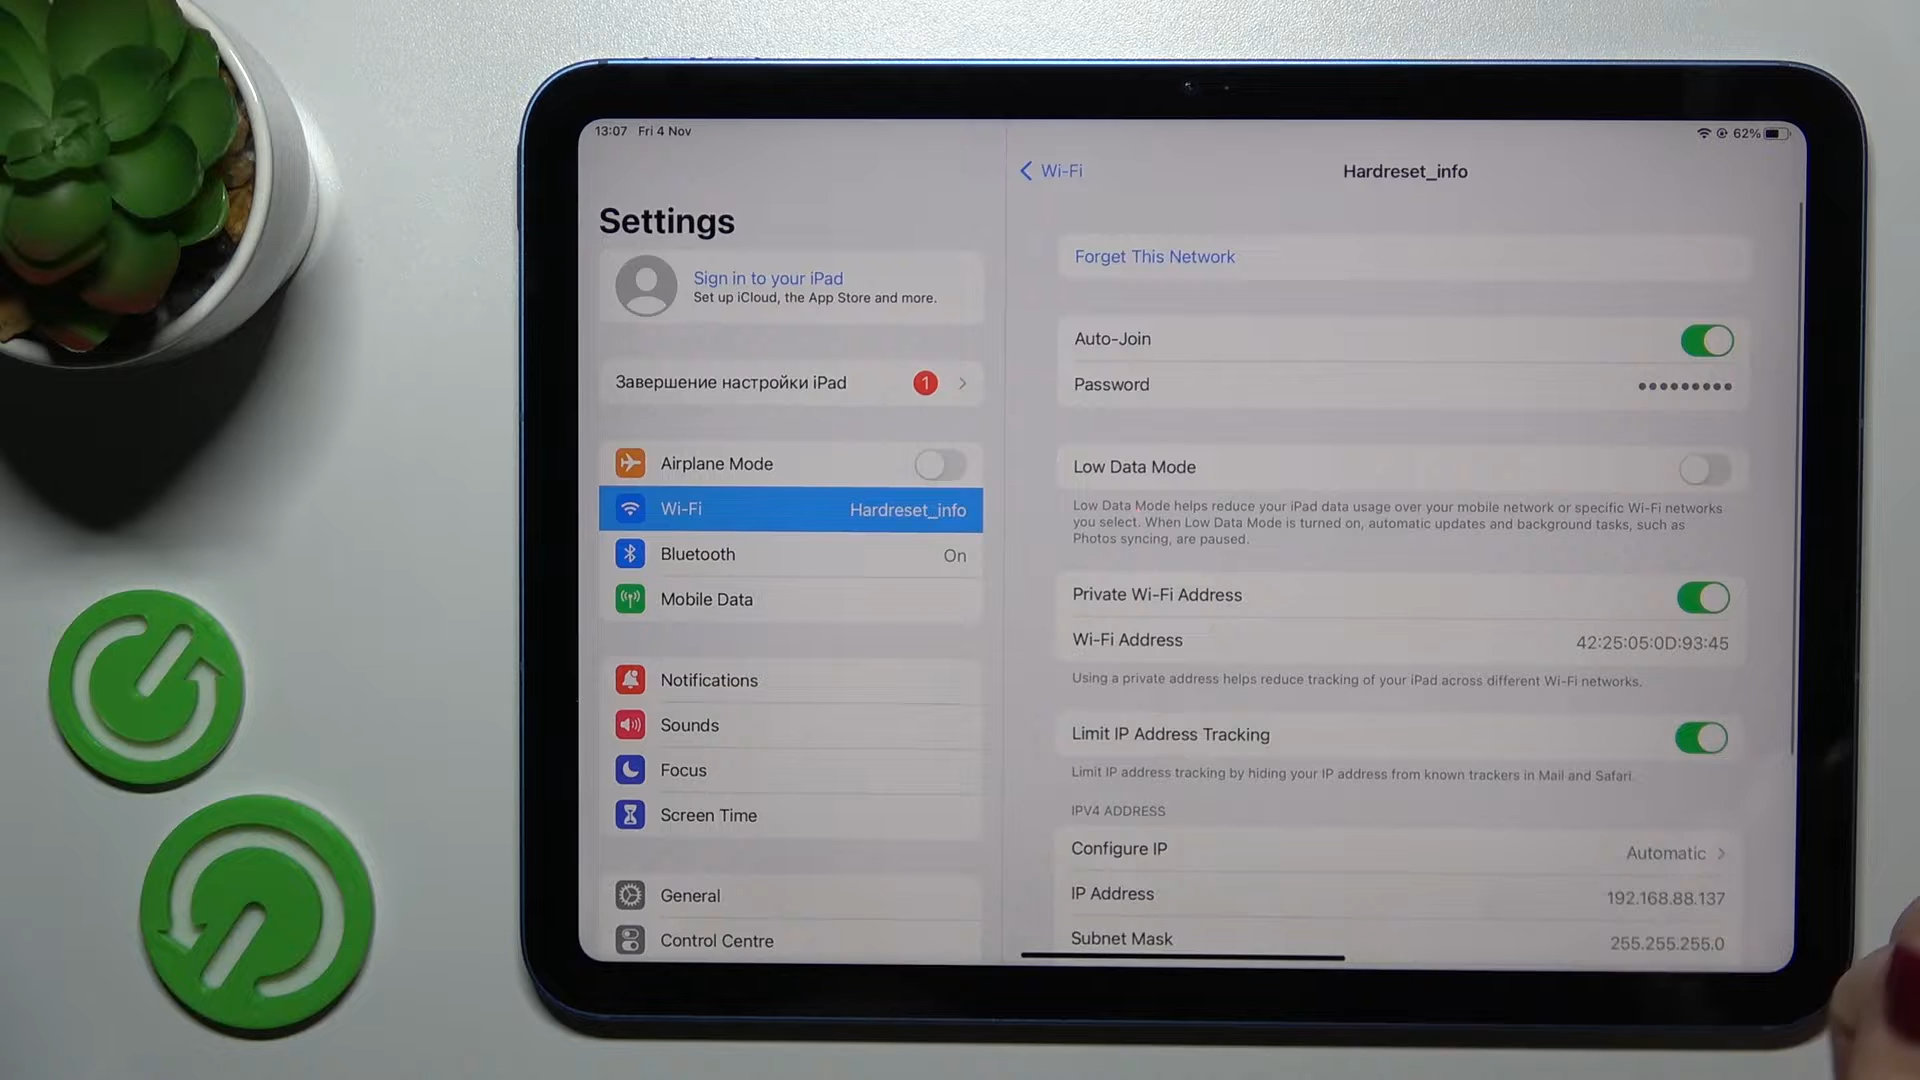 13:07 Fri 4 Nov
62%
Settings
Sign in to your iPad
Set up iCloud, the App Store and more.
Завершение настройки iPad 1
Airplane Mode
Wi-Fi Hardreset_info
Bluetooth On
Mobile Data
Notifications
Sounds
Focus
Screen Time
General
Control Centre
Wi-Fi Hardreset_info
Forget This Network
Auto-Join
Password •••••••••
Low Data Mode
Low Data Mode helps reduce your iPad data usage over your mobile network or specific Wi-Fi networks
you select. When Low Data Mode is turned on, automatic updates and background tasks, such as
Photos syncing, are paused.
Private Wi-Fi Address
Wi-Fi Address 42:25:05:0D:93:45
Using a private address helps reduce tracking of your iPad across different Wi-Fi networks.
Limit IP Address Tracking
Limit IP address tracking by hiding your IP address from known trackers in Mail and Safari.
IPV4 ADDRESS
Configure IP Automatic
IP Address 192.168.88.137
Subnet Mask 255.255.255.0